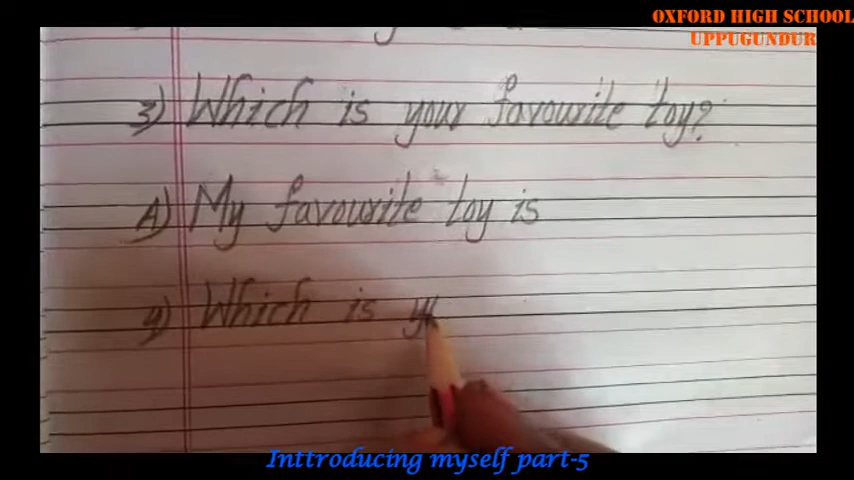 OXFORD HIGH SCHOOL
UPPUGUNDUR
3) Which is your favourite toy?
A) My favourite toy is
4) Which is y
Inttroducing myself part-5